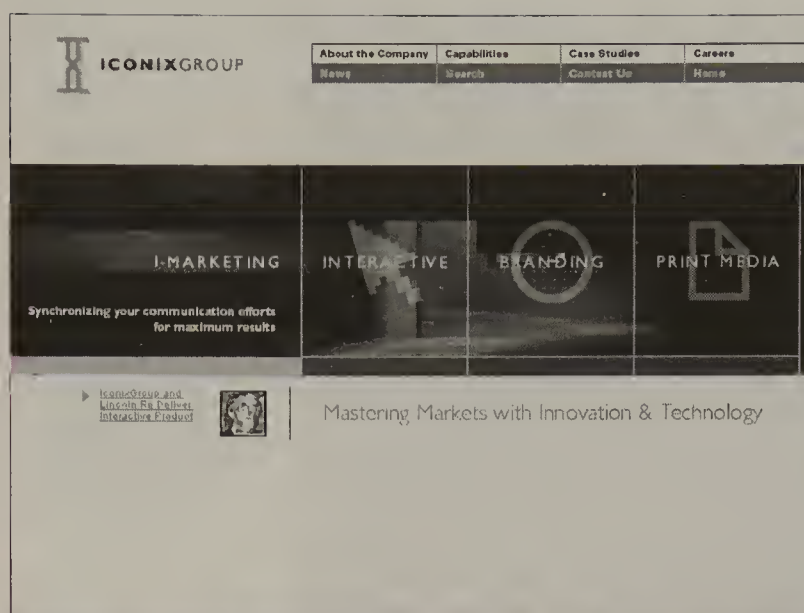 ICONIXGROUP
About the Company Capabilities Case Studies Careers
News Search Contact Us Home
I-MARKETING INTERACTIVE BRANDING PRINT MEDIA
Synchronizing your communication efforts
for maximum results
IconixGroup and
Lincoln Re Deliver
Interactive Product
Mastering Markets with Innovation & Technology